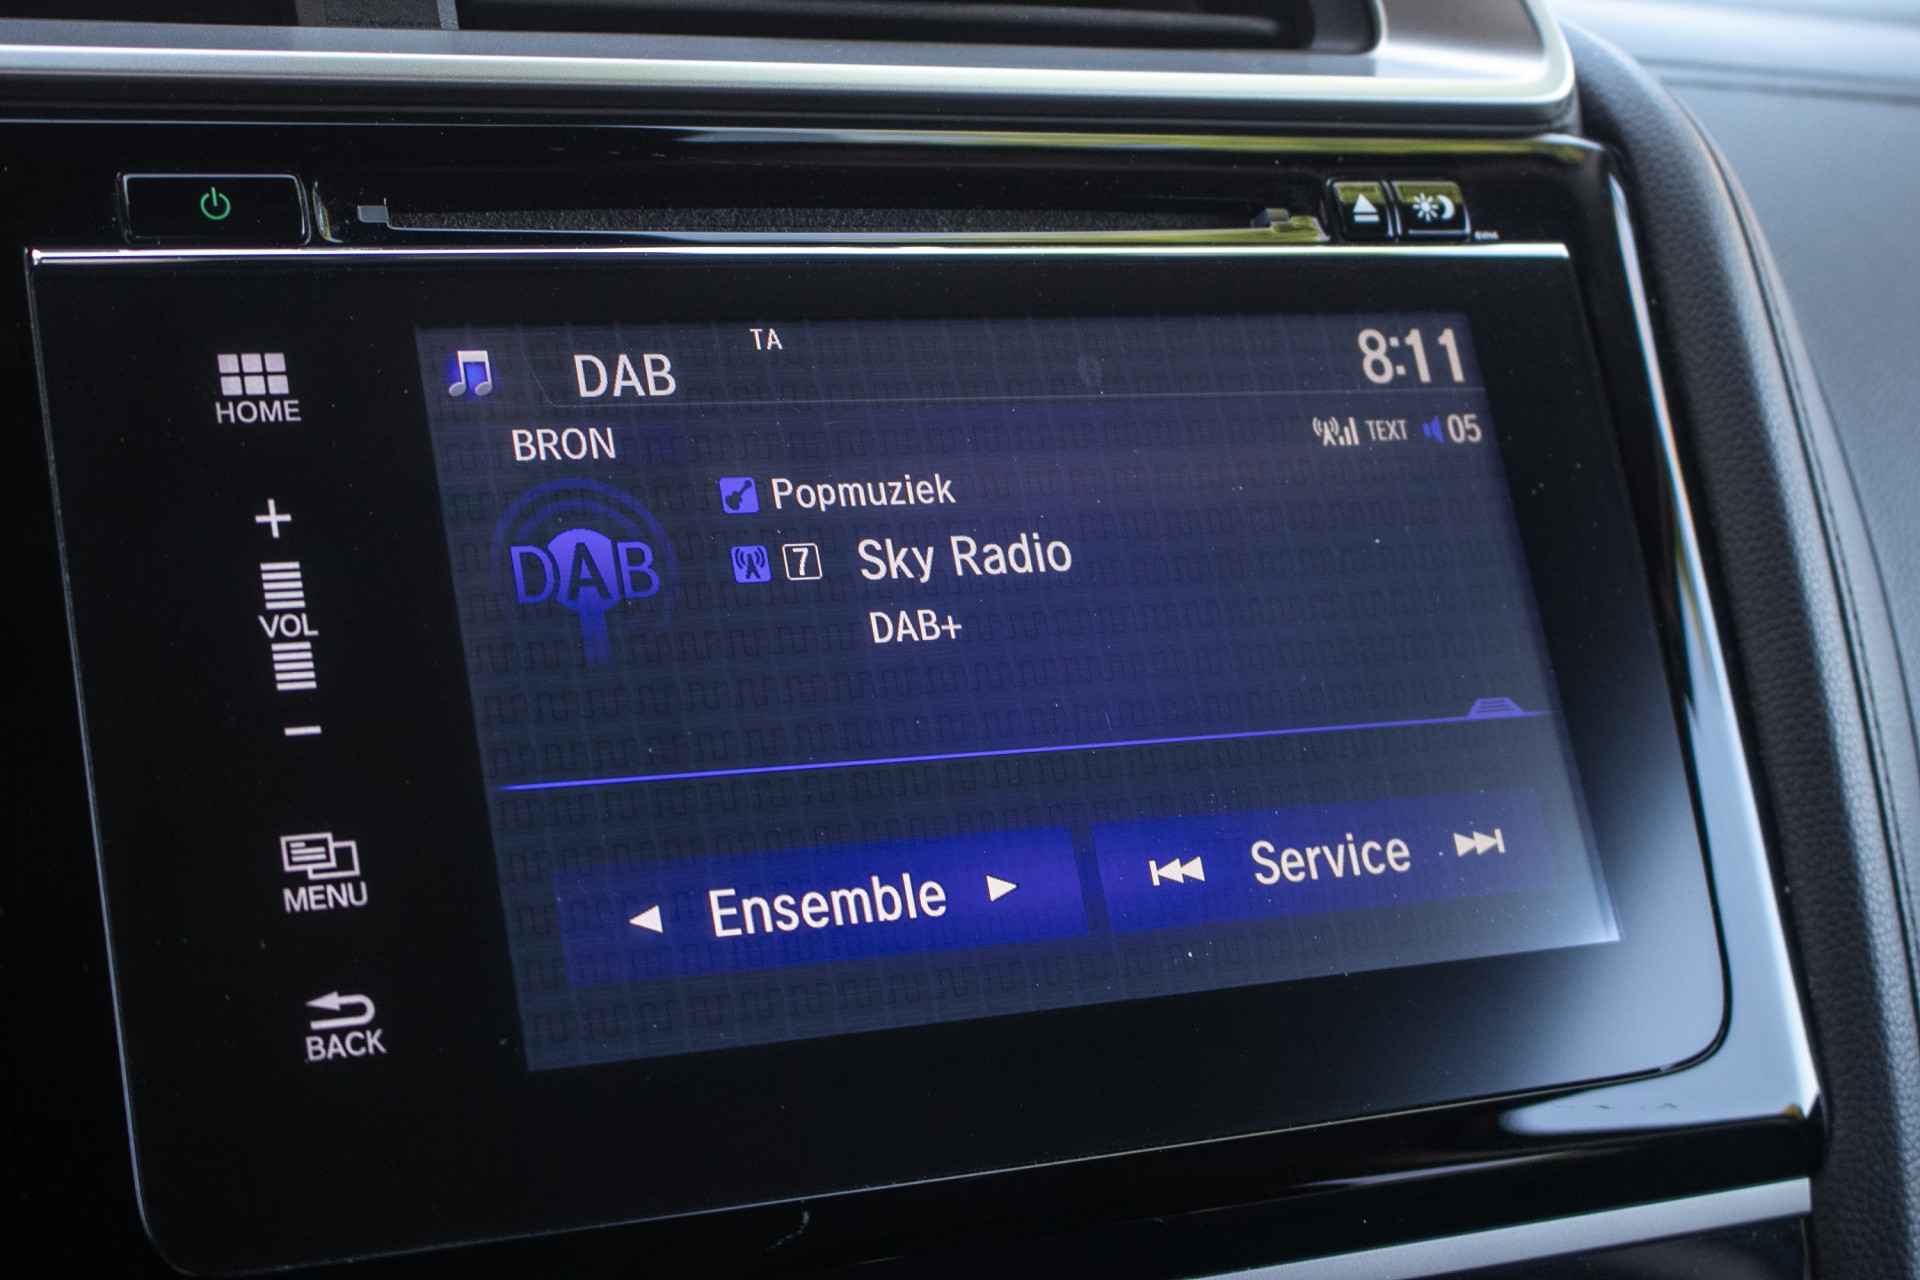 TA
DAB
8:11
HOME
BRON
TEXT 05
Popmuziek
DAB
7 Sky Radio
DAB+
VOL
MENU
Ensemble
Service
BACK